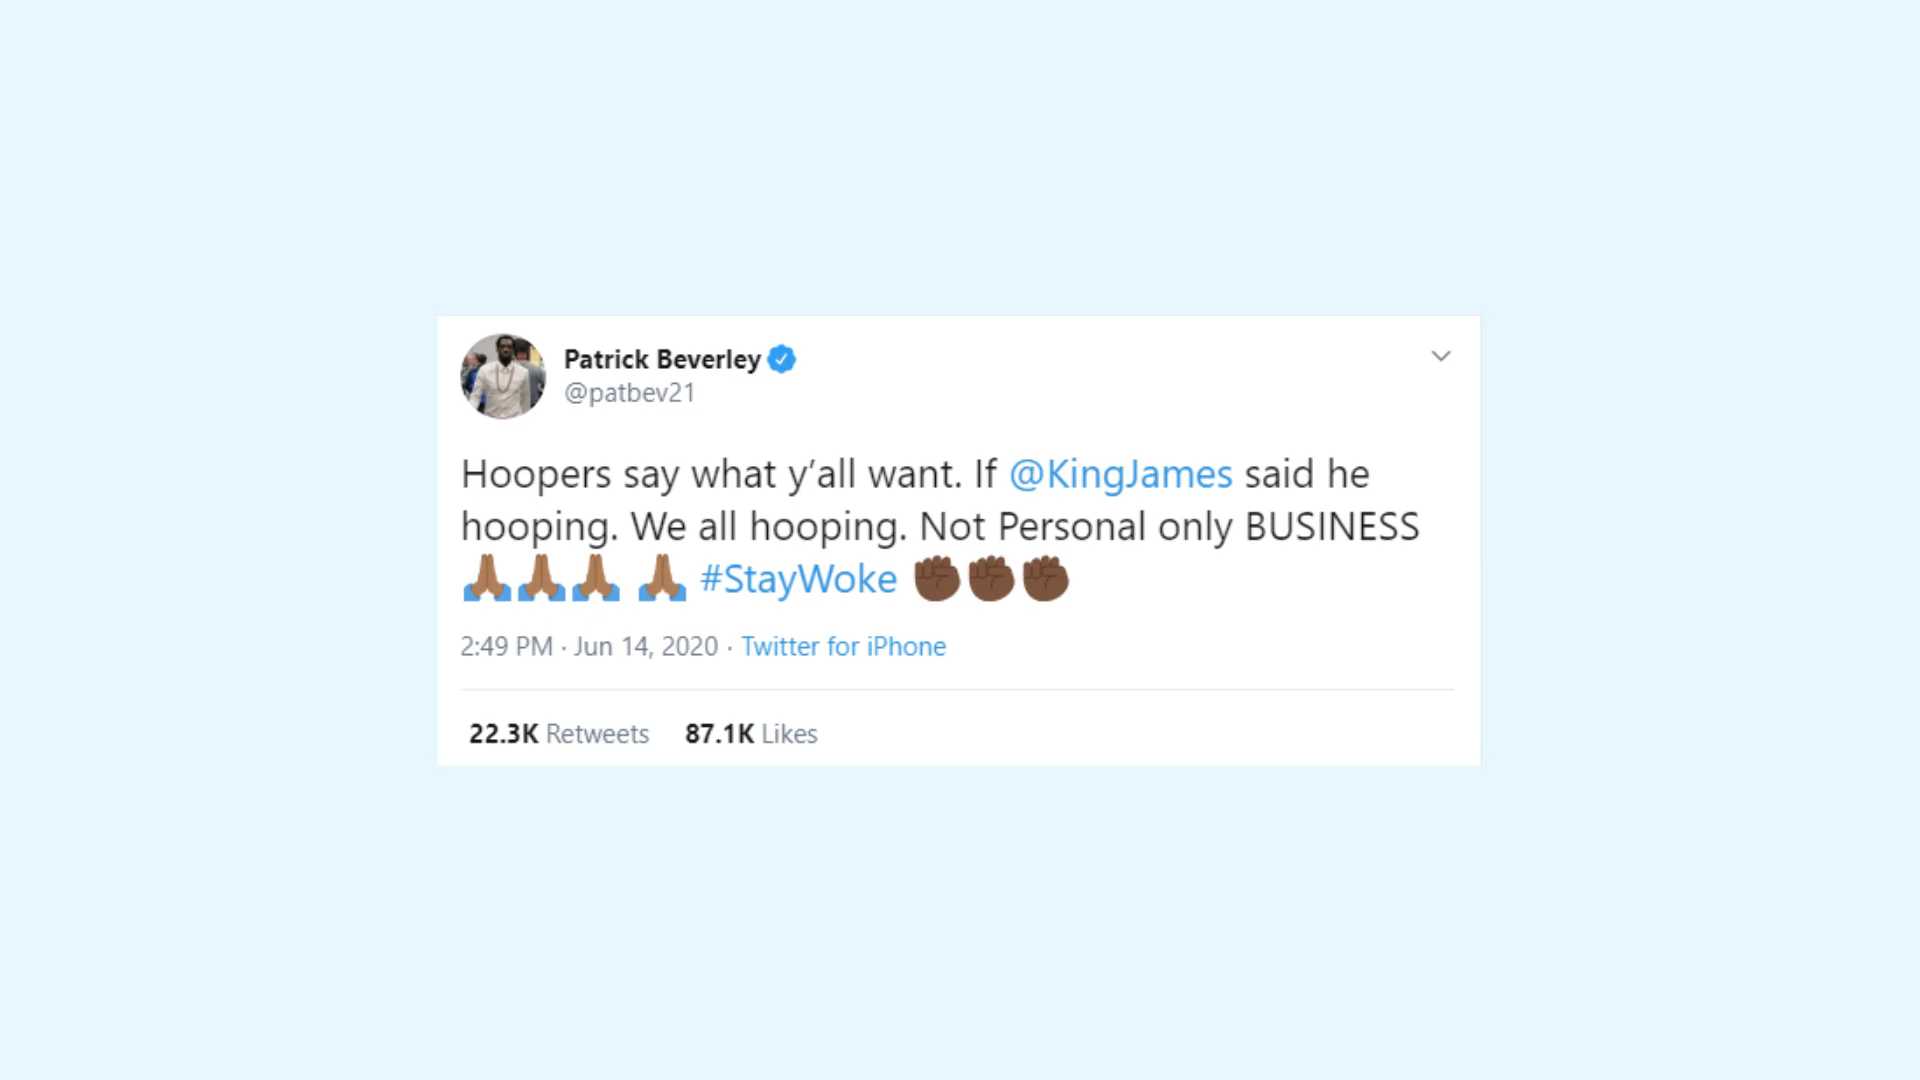 Patrick Beverley
@patbev21
Hoopers say what y’all want. If @KingJames said he
hooping. We all hooping. Not Personal only BUSINESS
🙏🏾🙏🏾🙏🏾 🙏🏾 #StayWoke ✊🏿✊🏿✊🏿
2:49 PM · Jun 14, 2020 · Twitter for iPhone
22.3K Retweets 87.1K Likes